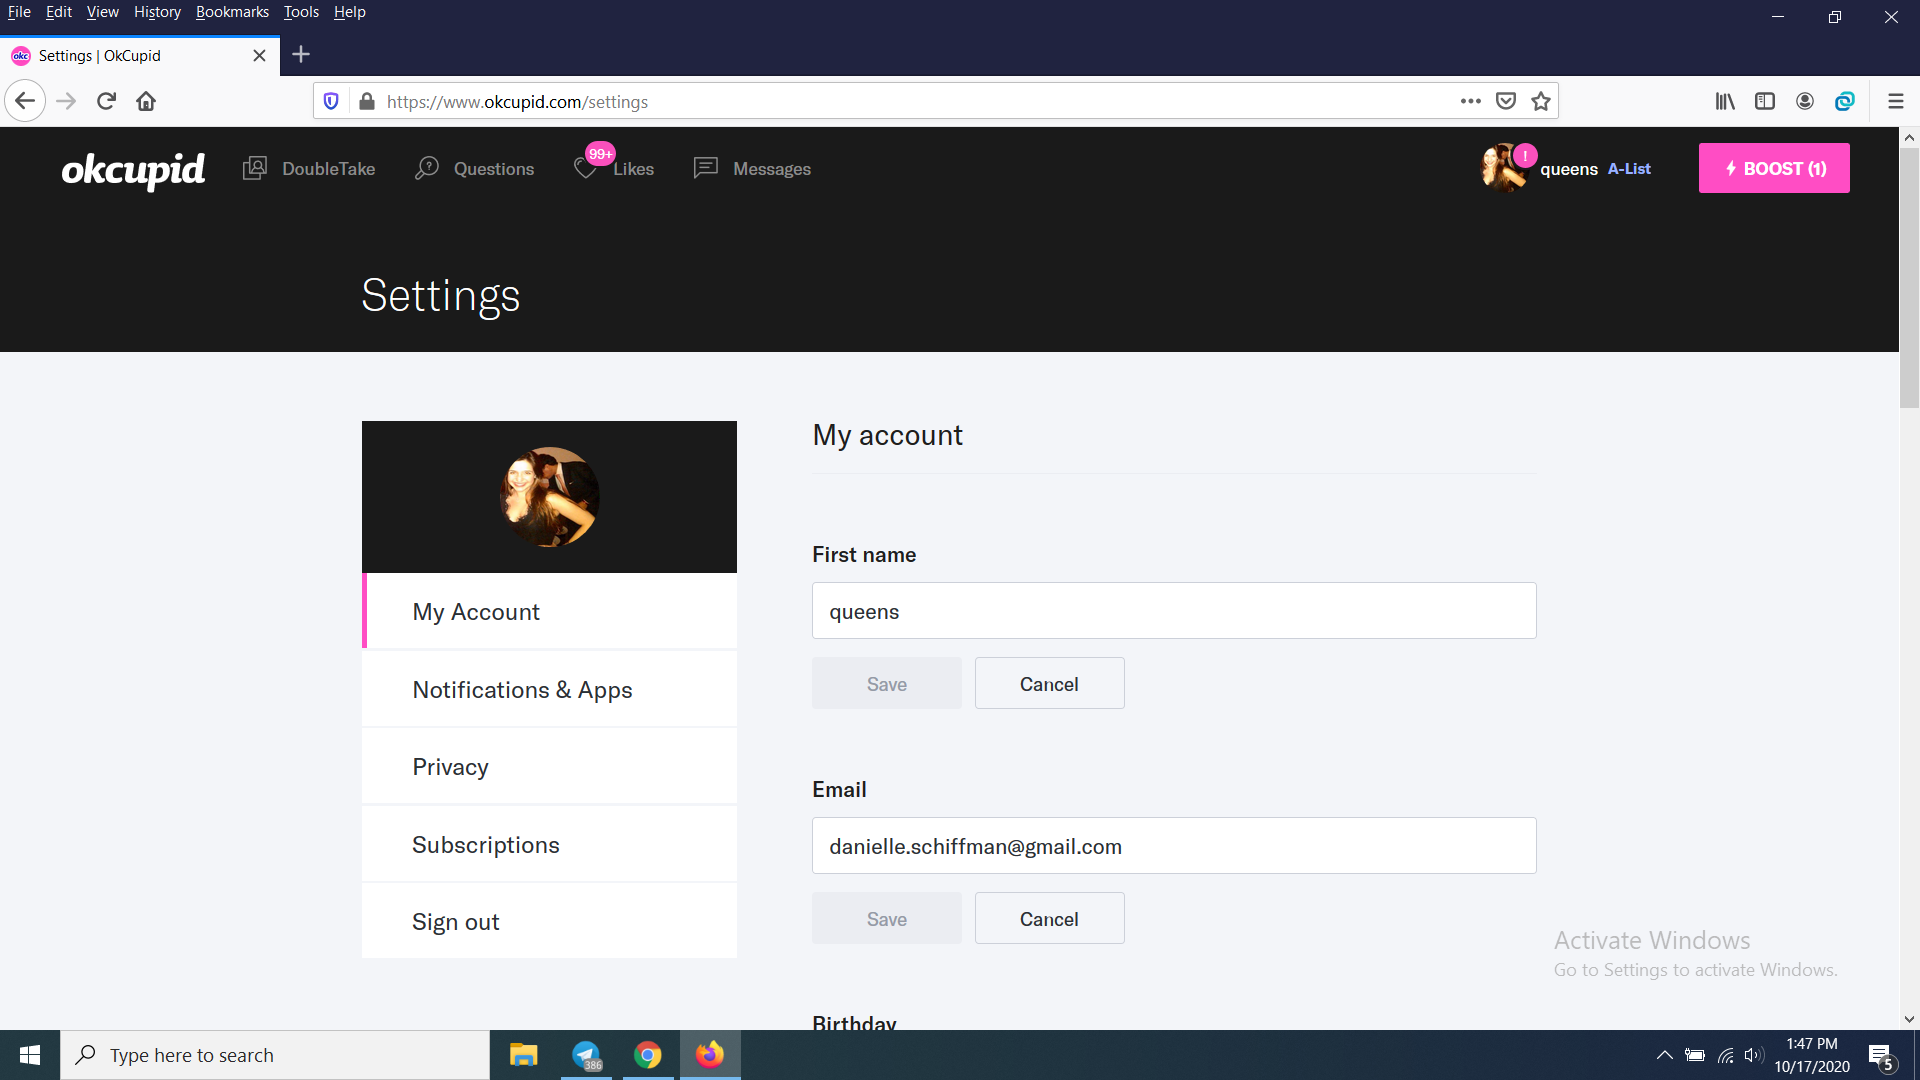 File Edit View History Bookmarks Tools Help
okc Settings | OkCupid
https://www.okcupid.com/settings
okcupid DoubleTake Questions 99+ Likes Messages ! queens A-List BOOST (1)
Settings
My account
First name
queens
My Account
Save Cancel
Notifications & Apps
Privacy
Email
Subscriptions
danielle.schiffman@gmail.com
Sign out
Save Cancel
Activate Windows
Go to Settings to activate Windows.
Birthday
Type here to search
386
1:47 PM
10/17/2020
5